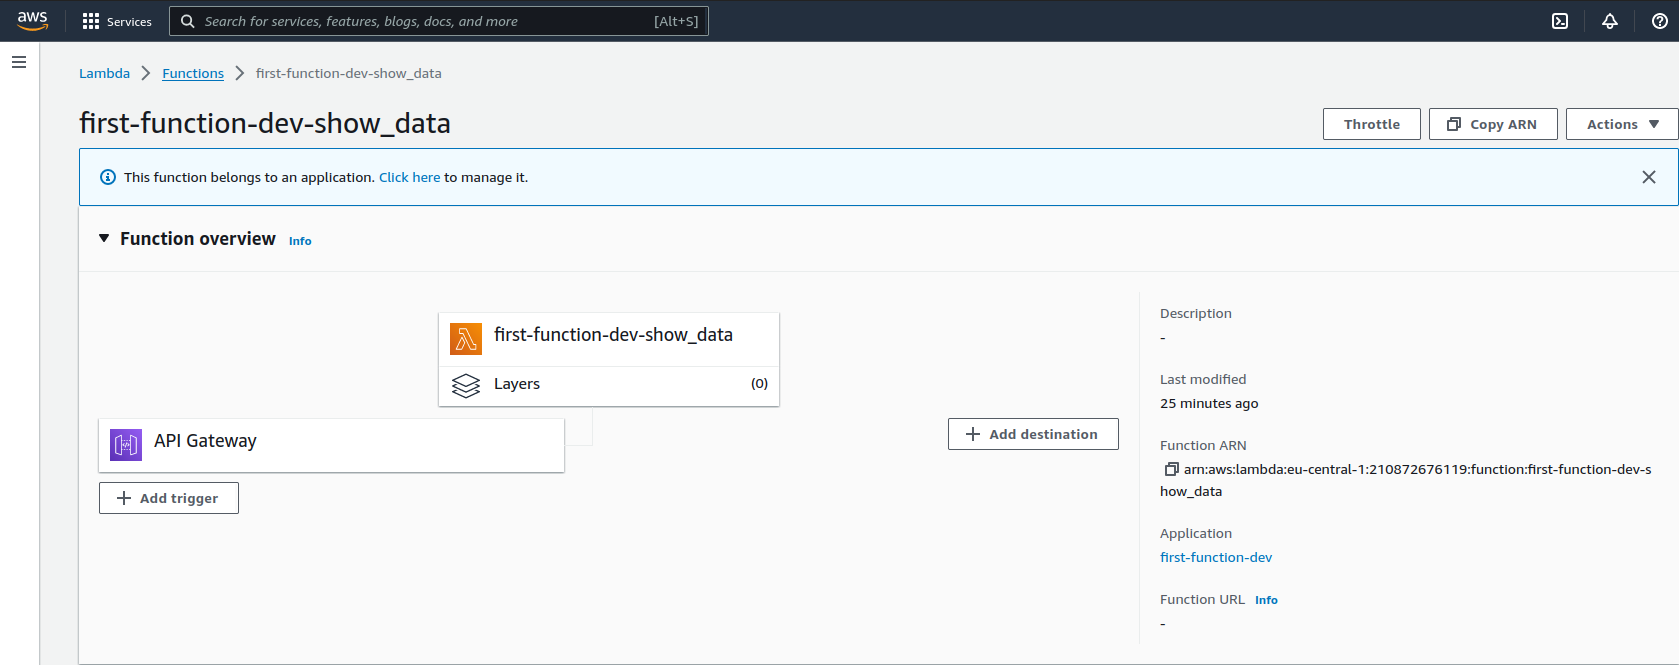 aws Services Search for services, features, blogs, docs, and more [Alt+S]
Lambda Functions first-function-dev-show_data
first-function-dev-show_data
Throttle Copy ARN Actions
This function belongs to an application. Click here to manage it.
Function overview Info
first-function-dev-show_data
Layers (0)
API Gateway
Add trigger
Add destination
Description
-
Last modified
25 minutes ago
Function ARN
arn:aws:lambda:eu-central-1:210872676119:function:first-function-dev-s
how_data
Application
first-function-dev
Function URL Info
-